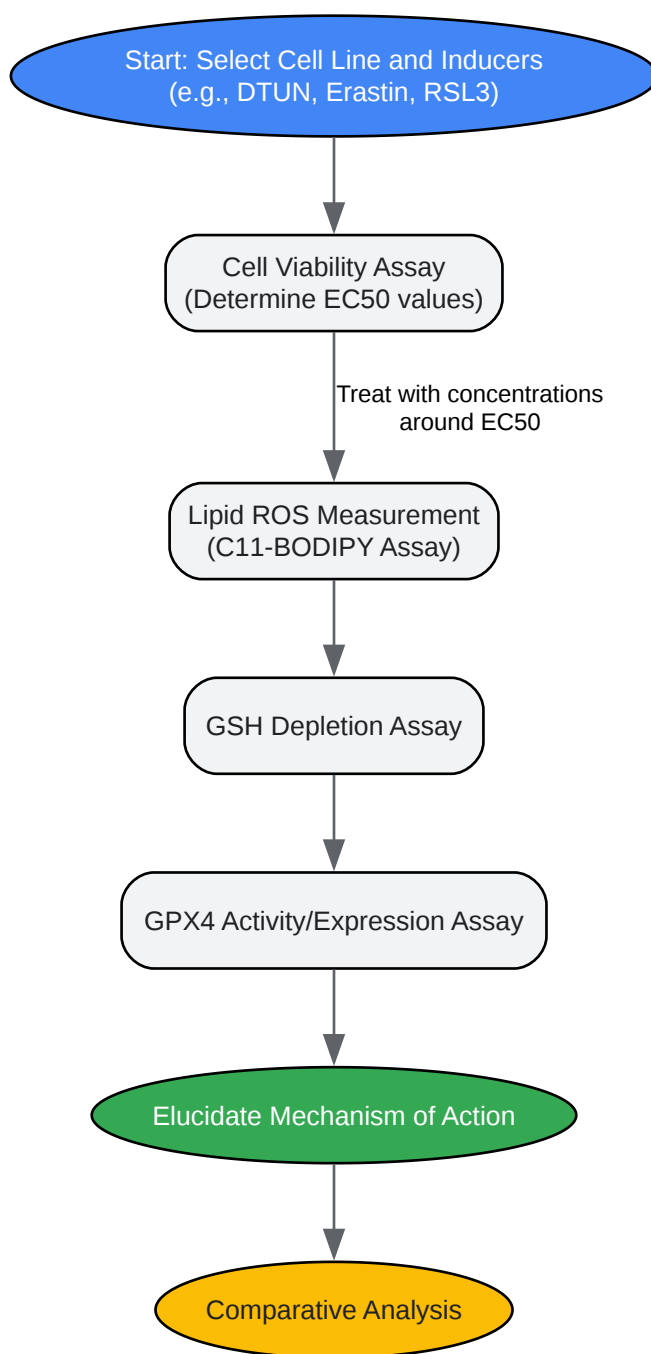 Start: Select Cell Line and Inducers
(e.g., DTUN, Erastin, RSL3)
Cell Viability Assay
(Determine EC50 values)
Treat with concentrations
around EC50
Lipid ROS Measurement
(C11-BODIPY Assay)
GSH Depletion Assay
GPX4 Activity/Expression Assay
Elucidate Mechanism of Action
Comparative Analysis